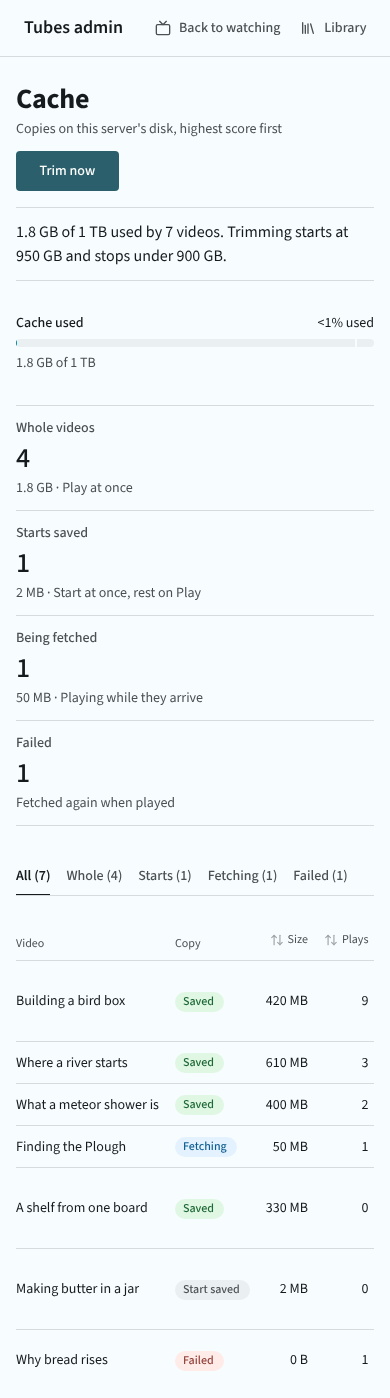 Tubes admin
Back to watching
Library
Cache
Copies on this server's disk, highest score first
Trim now
1.8 GB of 1 TB used by 7 videos. Trimming starts at
950 GB and stops under 900 GB.
Cache used
<1% used
1.8 GB of 1 TB
Whole videos
4
1.8 GB · Play at once
Starts saved
1
2 MB · Start at once, rest on Play
Being fetched
1
50 MB · Playing while they arrive
Failed
1
Fetched again when played
All (7) Whole (4) Starts (1) Fetching (1) Failed (1)
Video Copy Size Plays
Building a bird box Saved 420 MB 9
Where a river starts Saved 610 MB 3
What a meteor shower is Saved 400 MB 2
Finding the Plough Fetching 50 MB 1
A shelf from one board Saved 330 MB 0
Making butter in a jar Start saved 2 MB 0
Why bread rises Failed 0 B 1